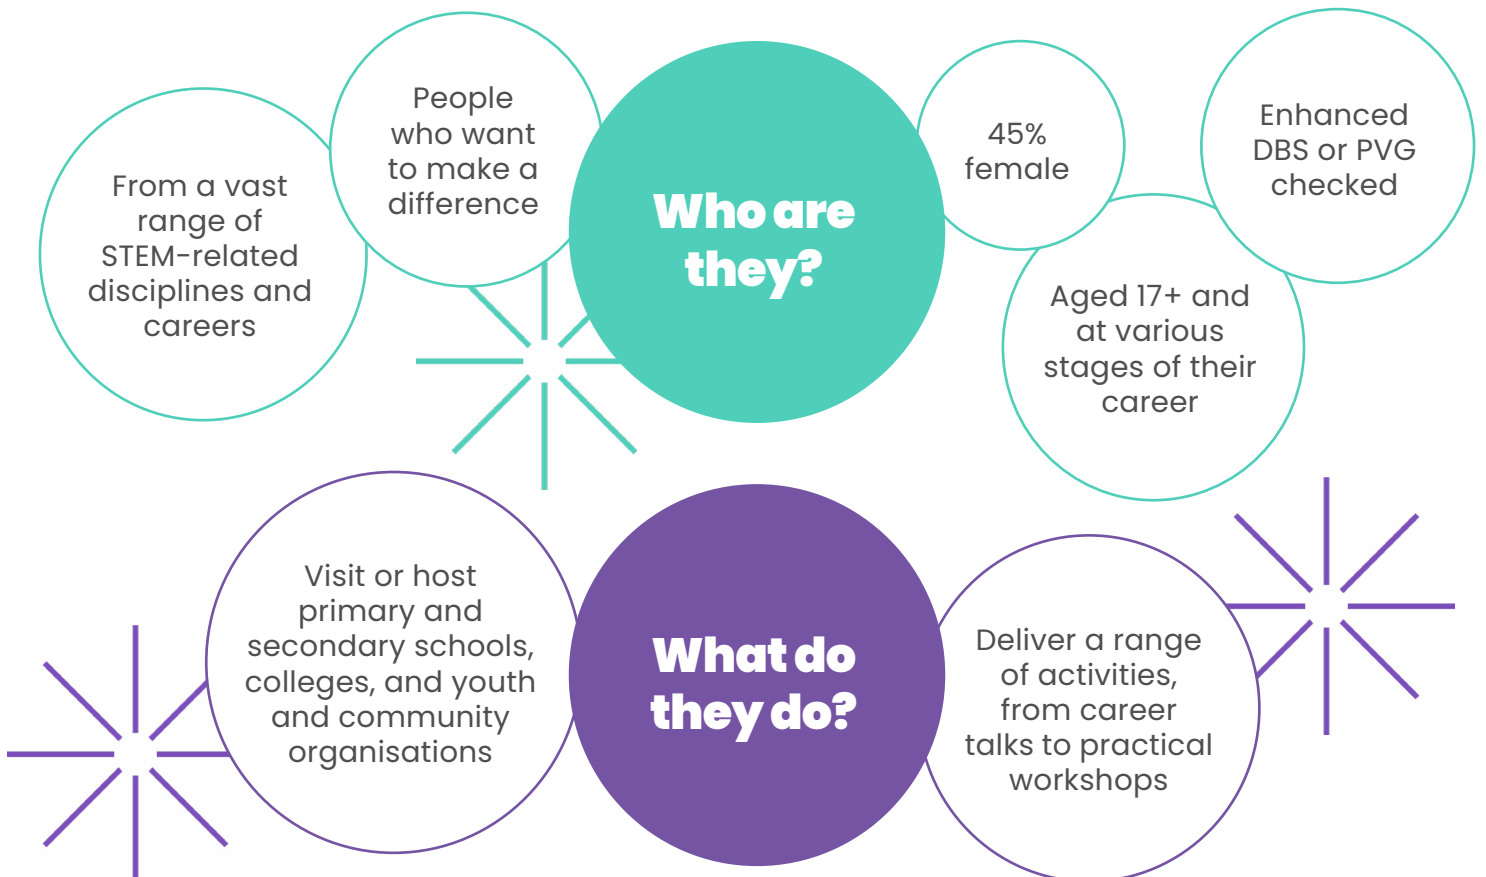 From a vast
range of
STEM-related
disciplines and
careers
People
who want
to make a
difference
Who are
they?
45%
female
Aged 17+ and
at various
stages of their
career
Enhanced
DBS or PVG
checked
Visit or host
primary and
secondary schools,
colleges, and youth
and community
organisations
What do
they do?
Deliver a range
of activities,
from career
talks to practical
workshops